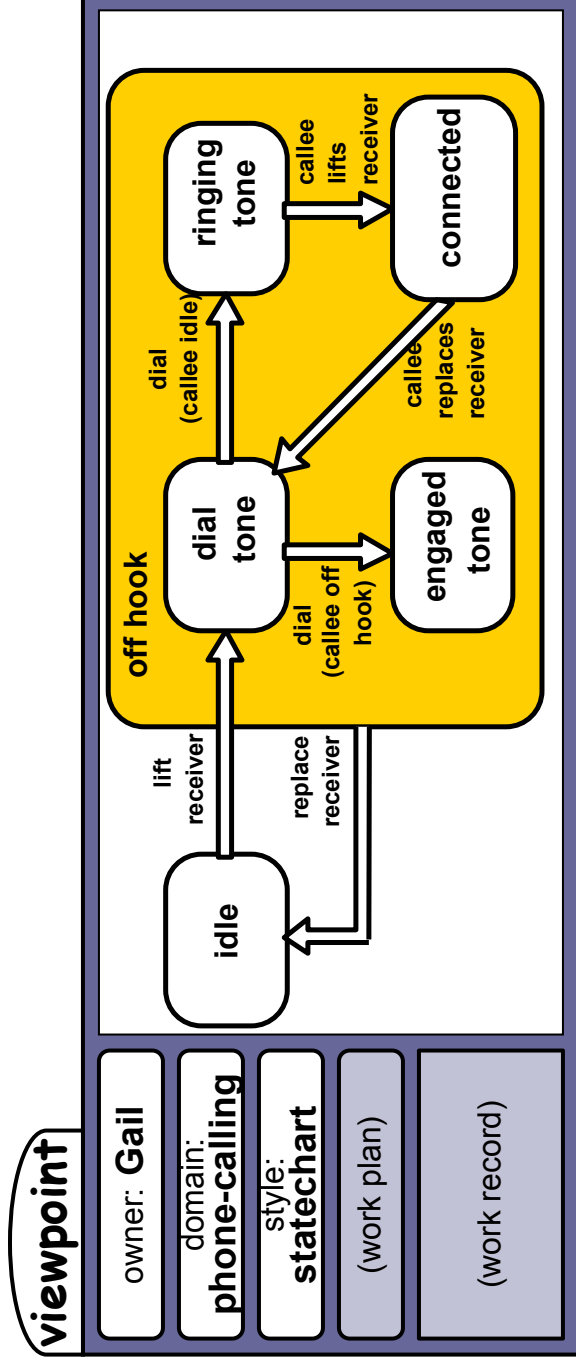 viewpoint
owner: Gail
domain:
phone-calling
style:
statechart
(work plan)
(work record)
idle
lift
receiver
replace
receiver
off hook
dial
tone
dial
(callee idle)
ringing
tone
dial
(callee off
hook)
engaged
tone
callee
lifts
receiver
connected
callee
replaces
receiver